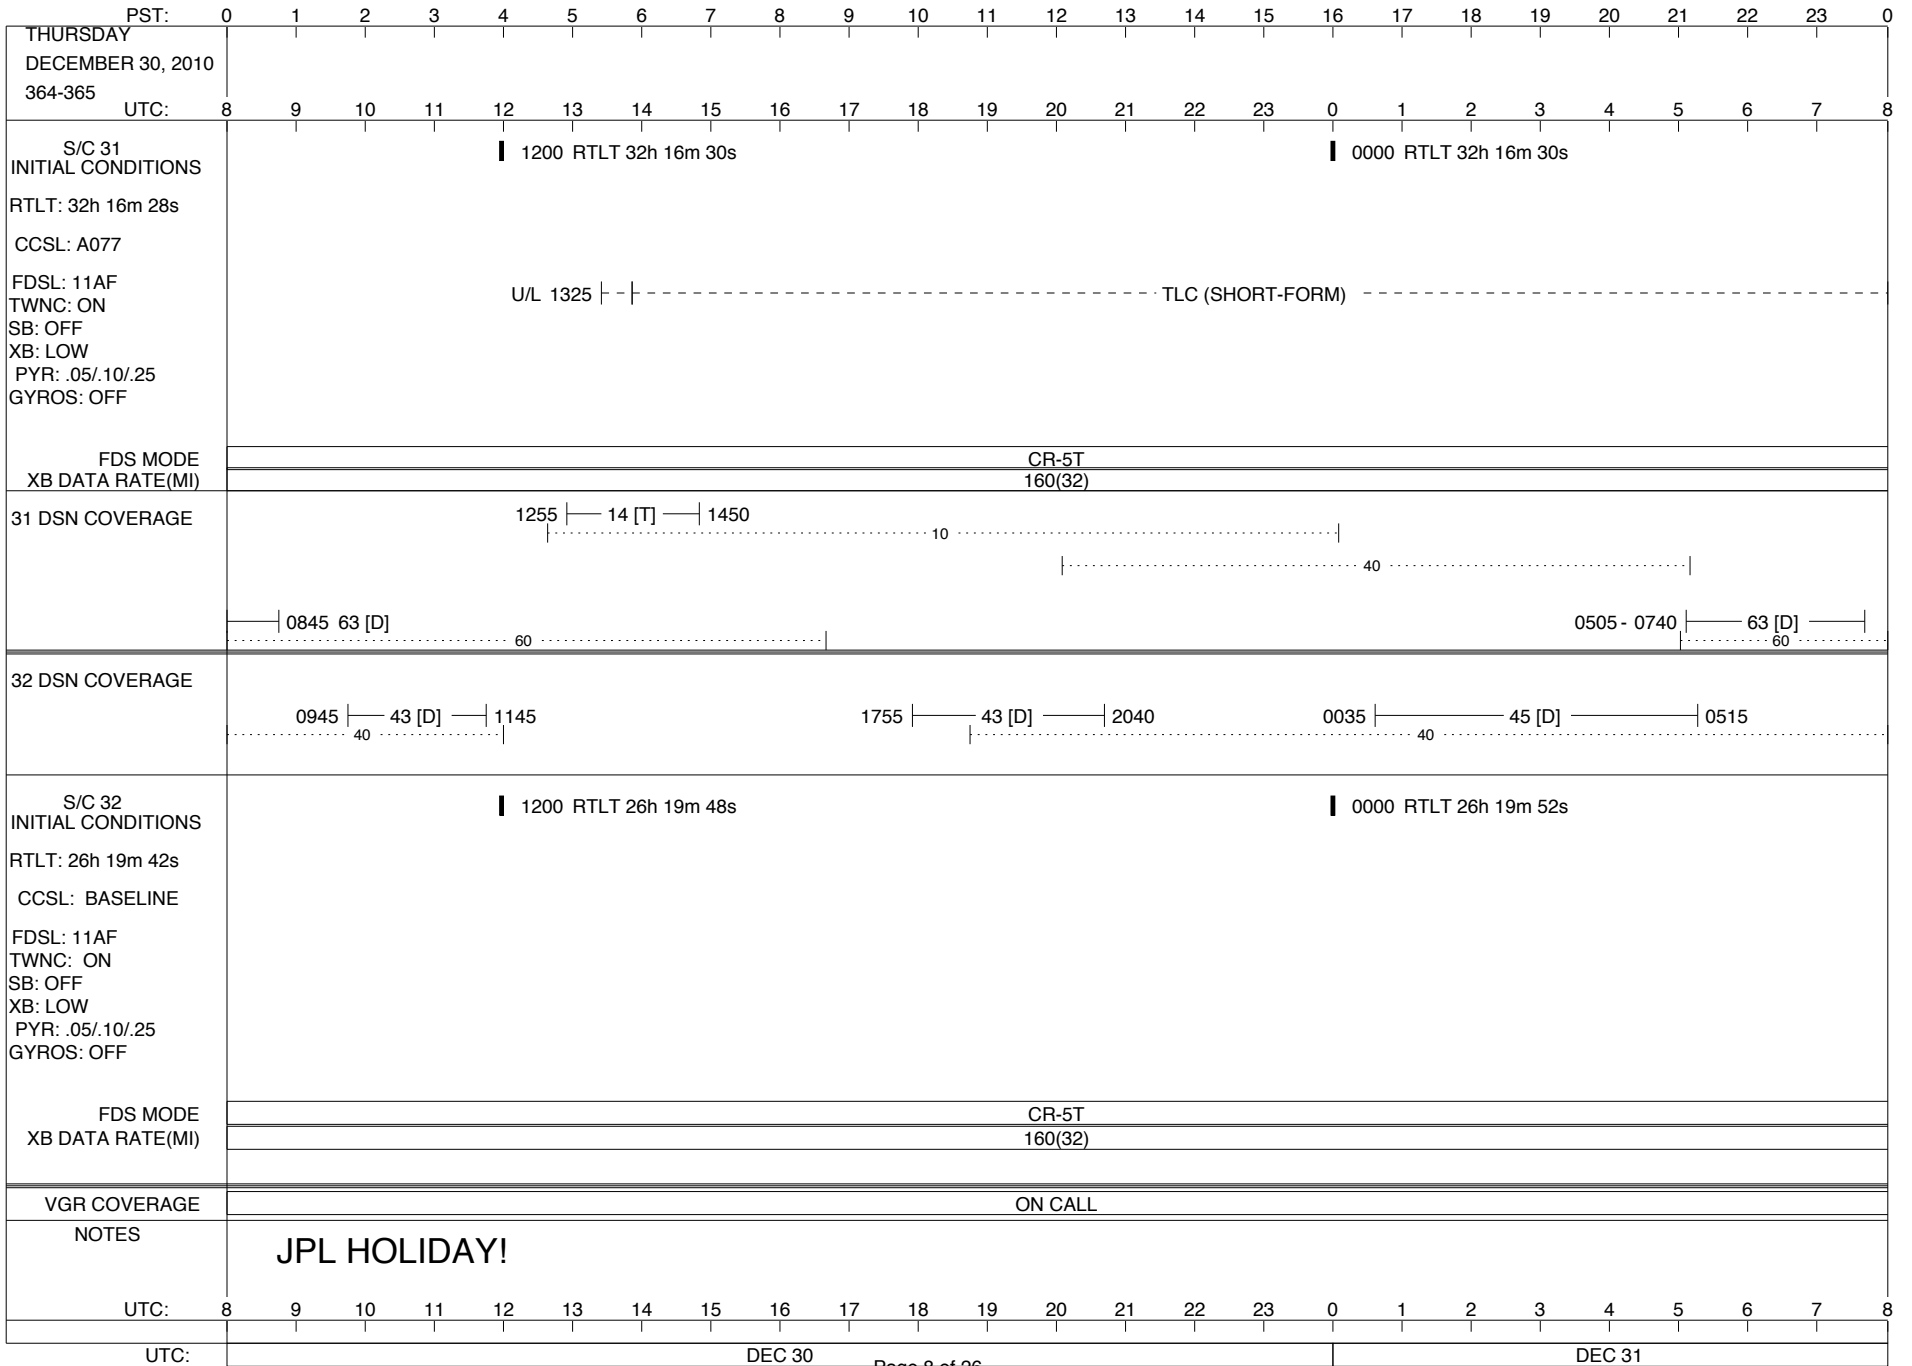 PST: 0 1 2 3 4 5 6 7 8 9 10 11 12 13 14 15 16 17 18 19 20 21 22 23 0
THURSDAY
DECEMBER 30, 2010
364-365
UTC: 8 9 10 11 12 13 14 15 16 17 18 19 20 21 22 23 0 1 2 3 4 5 6 7 8
S/C 31
INITIAL CONDITIONS
1200 RTLT 32h 16m 30s
0000 RTLT 32h 16m 30s
RTLT: 32h 16m 28s
CCSL: A077
FDSL: 11AF
U/L 1325
TLC (SHORT-FORM)
TWNC: ON
SB: OFF
XB: LOW
PYR: .05/.10/.25
GYROS: OFF
FDS MODE CR-5T
XB DATA RATE(MI) 160(32)
31 DSN COVERAGE
1255 14 [T] 1450
10
40
0845 63 [D]
0505 - 0740 63 [D]
60 60
32 DSN COVERAGE
0945 43 [D] 1145
1755 43 [D] 2040
0035 45 [D] 0515
40 40
S/C 32
INITIAL CONDITIONS
1200 RTLT 26h 19m 48s
0000 RTLT 26h 19m 52s
RTLT: 26h 19m 42s
CCSL: BASELINE
FDSL: 11AF
TWNC: ON
SB: OFF
XB: LOW
PYR: .05/.10/.25
GYROS: OFF
FDS MODE CR-5T
XB DATA RATE(MI) 160(32)
VGR COVERAGE ON CALL
NOTES
JPL HOLIDAY!
UTC: 8 9 10 11 12 13 14 15 16 17 18 19 20 21 22 23 0 1 2 3 4 5 6 7 8
UTC: DEC 30 DEC 31
Page 8 of 26